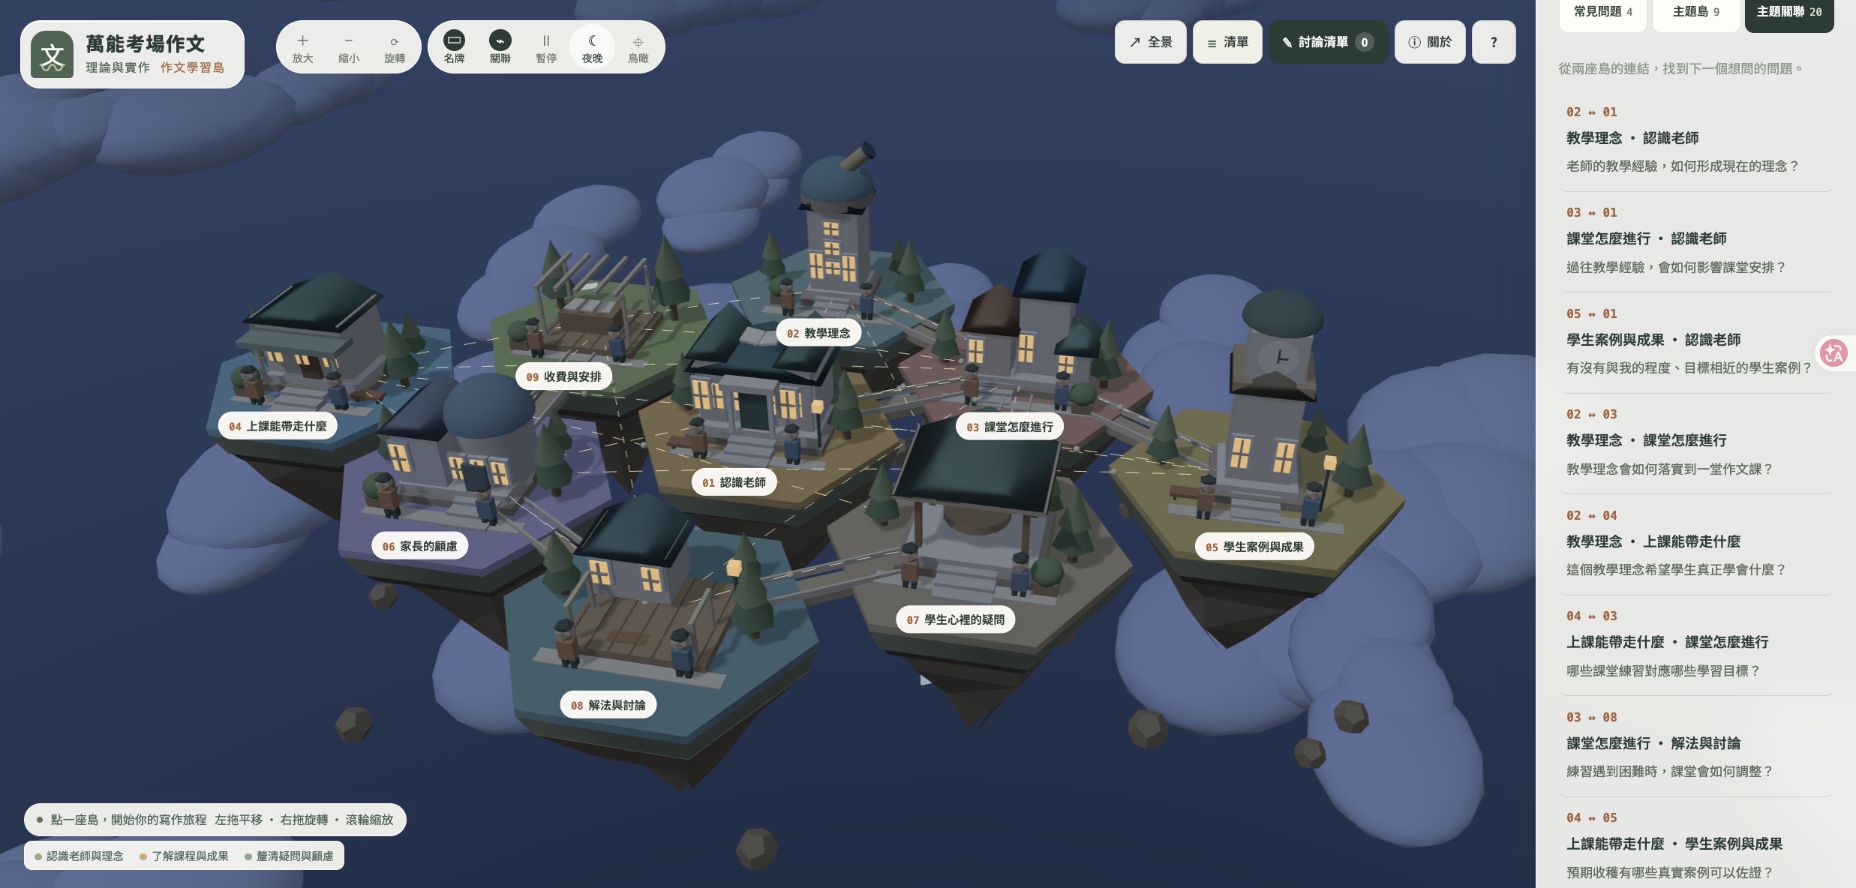 文
萬能考場作文
理論與實作 作文學習島
放大
縮小
旋轉
名牌
關聯
暫停
夜晚
鳥瞰
全景
清單
討論清單 0
關於
?
常見問題 4
主題島 9
主題關聯 20
從兩座島的連結，找到下一個想問的問題。
02 ↔ 01
教學理念 · 認識老師
老師的教學經驗，如何形成現在的理念？
03 ↔ 01
課堂怎麼進行 · 認識老師
過往教學經驗，會如何影響課堂安排？
05 ↔ 01
學生案例與成果 · 認識老師
有沒有與我的程度、目標相近的學生案例？
02 ↔ 03
教學理念 · 課堂怎麼進行
教學理念會如何落實到一堂作文課？
02 ↔ 04
教學理念 · 上課能帶走什麼
這個教學理念希望學生真正學會什麼？
04 ↔ 03
上課能帶走什麼 · 課堂怎麼進行
哪些課堂練習對應哪些學習目標？
03 ↔ 08
課堂怎麼進行 · 解法與討論
練習遇到困難時，課堂會如何調整？
04 ↔ 05
上課能帶走什麼 · 學生案例與成果
預期收穫有哪些真實案例可以佐證？
02 教學理念
09 收費與安排
04 上課能帶走什麼
03 課堂怎麼進行
01 認識老師
06 家長的顧慮
05 學生案例與成果
07 學生心裡的疑問
08 解法與討論
點一座島，開始你的寫作旅程 左拖平移 · 右拖旋轉 · 滾輪縮放
認識老師與理念
了解課程與成果
釐清疑問與顧慮